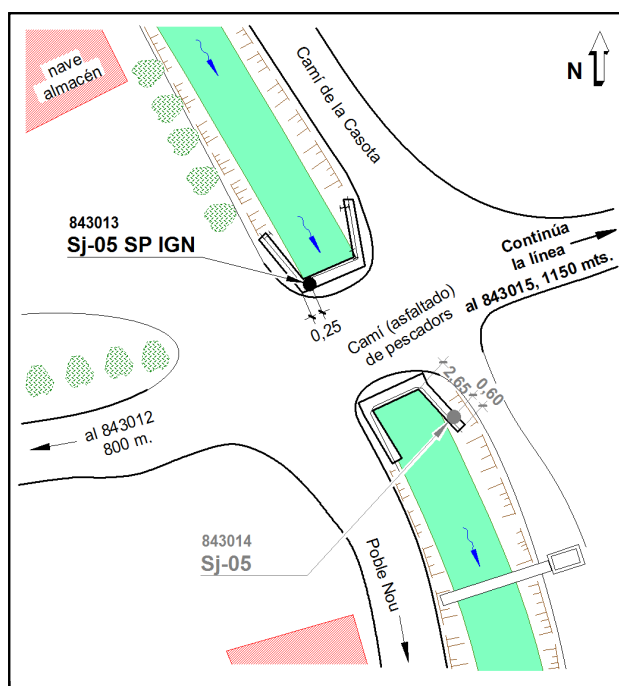 nave
almacén
Camí de la Casota
N
843013
Sj-05 SP IGN
0,25
Continúa
la línea
al 843015, 1150 mts.
Camí (asfaltado)
de pescadors
2,65
0,60
al 843012
800 m.
843014
Sj-05
Poble Nou